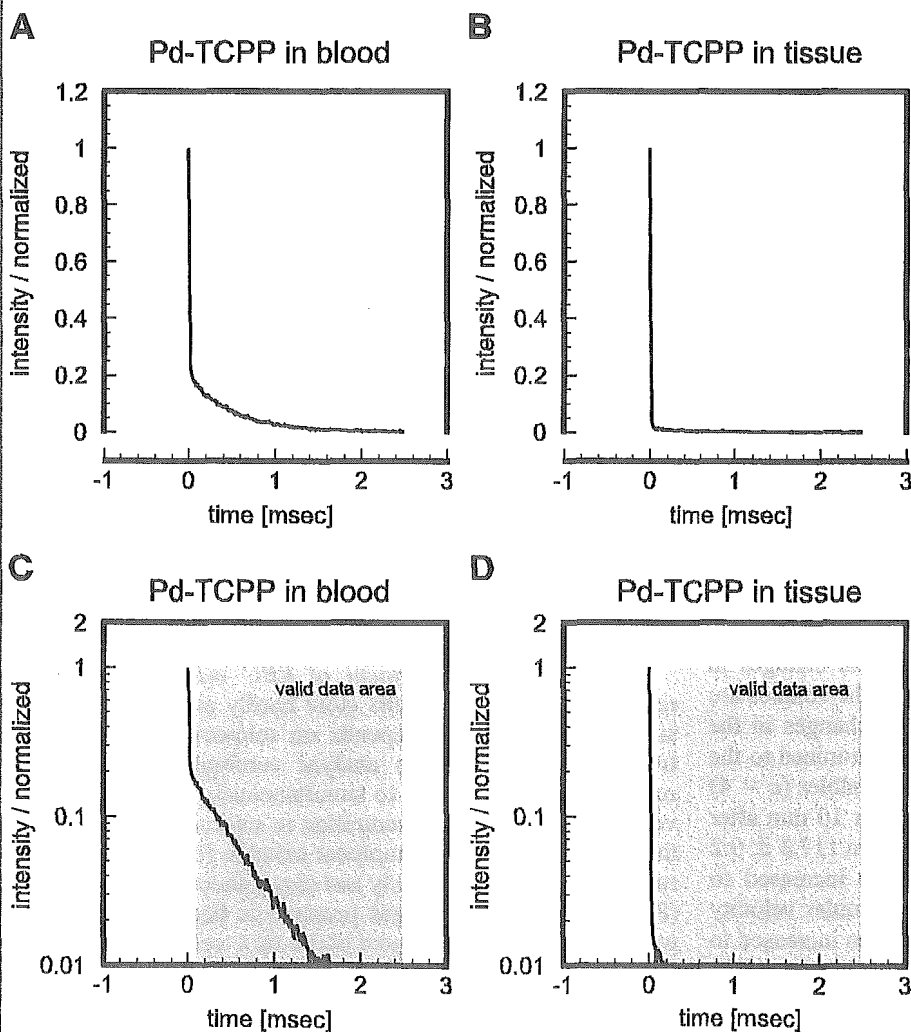 A
Pd-TCPP in blood
intensity / normalized
1.2
1
0.8
0.6
0.4
0.2
0
-1 0 1 2 3
time [msec]
B
Pd-TCPP in tissue
intensity / normalized
1.2
1
0.8
0.6
0.4
0.2
0
-1 0 1 2 3
time [msec]
C
Pd-TCPP in blood
intensity / normalized
2
1
0.1
0.01
valid data area
-1 0 1 2 3
time [msec]
D
Pd-TCPP in tissue
intensity / normalized
2
1
0.1
0.01
valid data area
-1 0 1 2 3
time [msec]